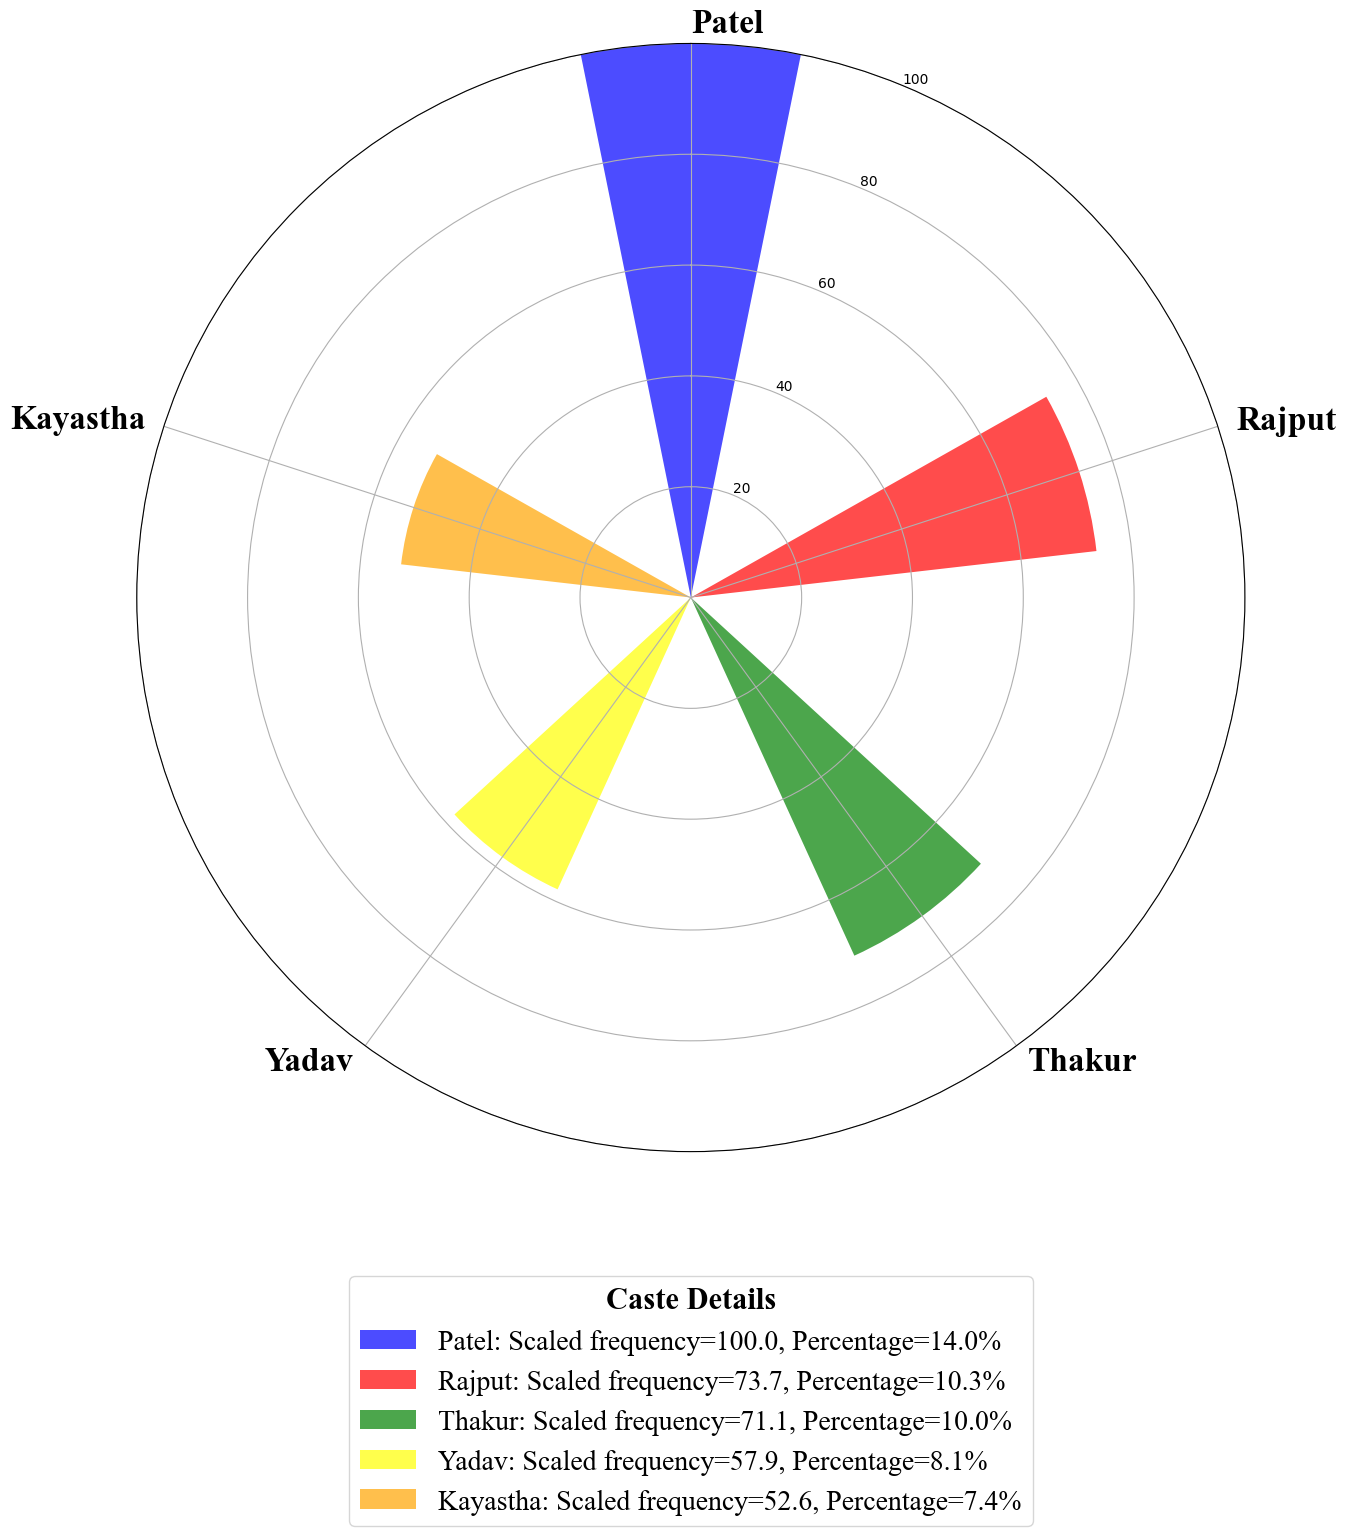 Patel
100
80
60
Kayastha
Rajput
40
20
Yadav
Thakur
Caste Details
Patel: Scaled frequency=100.0, Percentage=14.0%
Rajput: Scaled frequency=73.7, Percentage=10.3%
Thakur: Scaled frequency=71.1, Percentage=10.0%
Yadav: Scaled frequency=57.9, Percentage=8.1%
Kayastha: Scaled frequency=52.6, Percentage=7.4%